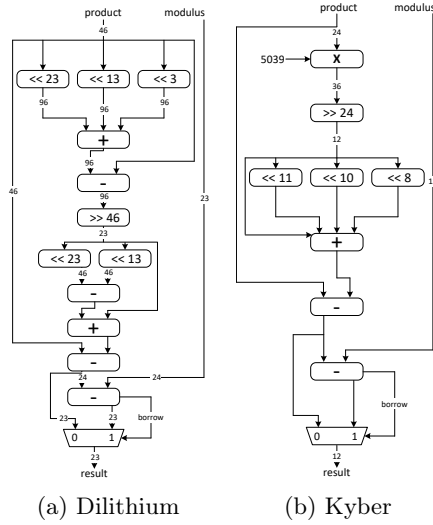 product modulus
46
<< 23 << 13 << 3
96 96 96
+
96
-
96
>> 46
23
46 23
<< 23 << 13
46 46
-
+
-
24 24
-
23 23 borrow
0 1
23
result
(a) Dilithium
product modulus
24
5039 X
36
>> 24
12
<< 11 << 10 << 8
+
-
-
borrow
0 1
12
result
(b) Kyber